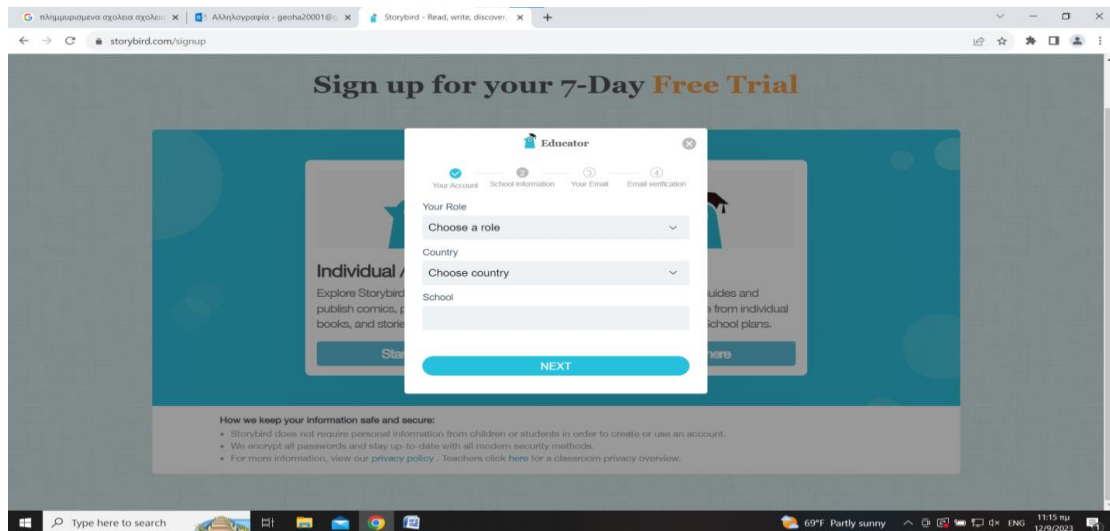 πλημμυρισμενα σχολεια σχολει
Αλληλογραφία - geoha20001@
Storybird - Read, write, discover.
storybird.com/signup
Sign up for your 7-Day Free Trial
Educator
Your Account
2 School information
3 Your Email
4 Email verification
Your Role
Choose a role
Country
Choose country
School
NEXT
Individual
Explore Storybird
publish comics,
books, and storie
Star
uides and
from individual
School plans.
here
How we keep your information safe and secure:
• Storybird does not require personal information from children or students in order to create or use an account.
• We encrypt all passwords and stay up-to-date with all modern security methods.
• For more information, view our privacy policy . Teachers click here for a classroom privacy overview.
Type here to search
69°F Partly sunny
ENG
11:15 πμ
12/9/2023